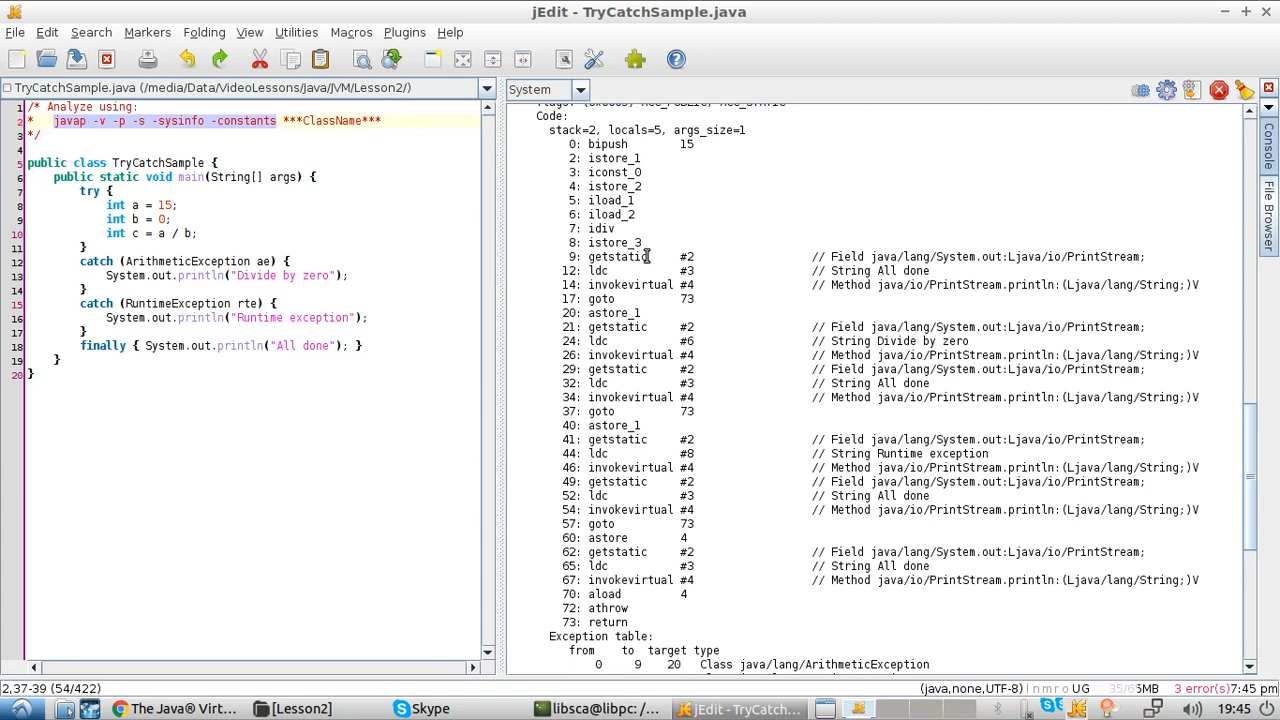 jEdit - TryCatchSample.java
File Edit Search Markers Folding View Utilities Macros Plugins Help
TryCatchSample.java (/media/Data/VideoLessons/Java/JVM/Lesson2/)
1 /* Analyze using:
2 * javap -v -p -s -sysinfo -constants ***ClassName***
3 */
4
5 public class TryCatchSample {
6 public static void main(String[] args) {
7 try {
8 int a = 15;
9 int b = 0;
10 int c = a / b;
11 }
12 catch (ArithmeticException ae) {
13 System.out.println("Divide by zero");
14 }
15 catch (RuntimeException rte) {
16 System.out.println("Runtime exception");
17 }
18 finally { System.out.println("All done"); }
19 }
20 }
System
Code:
stack=2, locals=5, args_size=1
0: bipush 15
2: istore_1
3: iconst_0
4: istore_2
5: iload_1
6: iload_2
7: idiv
8: istore_3
9: getstatic #2 // Field java/lang/System.out:Ljava/io/PrintStream;
12: ldc #3 // String All done
14: invokevirtual #4 // Method java/io/PrintStream.println:(Ljava/lang/String;)V
17: goto 73
20: astore_1
21: getstatic #2 // Field java/lang/System.out:Ljava/io/PrintStream;
24: ldc #6 // String Divide by zero
26: invokevirtual #4 // Method java/io/PrintStream.println:(Ljava/lang/String;)V
29: getstatic #2 // Field java/lang/System.out:Ljava/io/PrintStream;
32: ldc #3 // String All done
34: invokevirtual #4 // Method java/io/PrintStream.println:(Ljava/lang/String;)V
37: goto 73
40: astore_1
41: getstatic #2 // Field java/lang/System.out:Ljava/io/PrintStream;
44: ldc #8 // String Runtime exception
46: invokevirtual #4 // Method java/io/PrintStream.println:(Ljava/lang/String;)V
49: getstatic #2 // Field java/lang/System.out:Ljava/io/PrintStream;
52: ldc #3 // String All done
54: invokevirtual #4 // Method java/io/PrintStream.println:(Ljava/lang/String;)V
57: goto 73
60: astore 4
62: getstatic #2 // Field java/lang/System.out:Ljava/io/PrintStream;
65: ldc #3 // String All done
67: invokevirtual #4 // Method java/io/PrintStream.println:(Ljava/lang/String;)V
70: aload 4
72: athrow
73: return
Exception table:
from to target type
0 9 20 Class java/lang/ArithmeticException
Console
File Browser
2,37-39 (54/422)
(java,none,UTF-8) | n m r o UG MB 3 error(s)7:45 pm
The Java® Virt...
[Lesson2]
Skype
libsca@libpc: /...
jEdit - TryCatch...
19:45